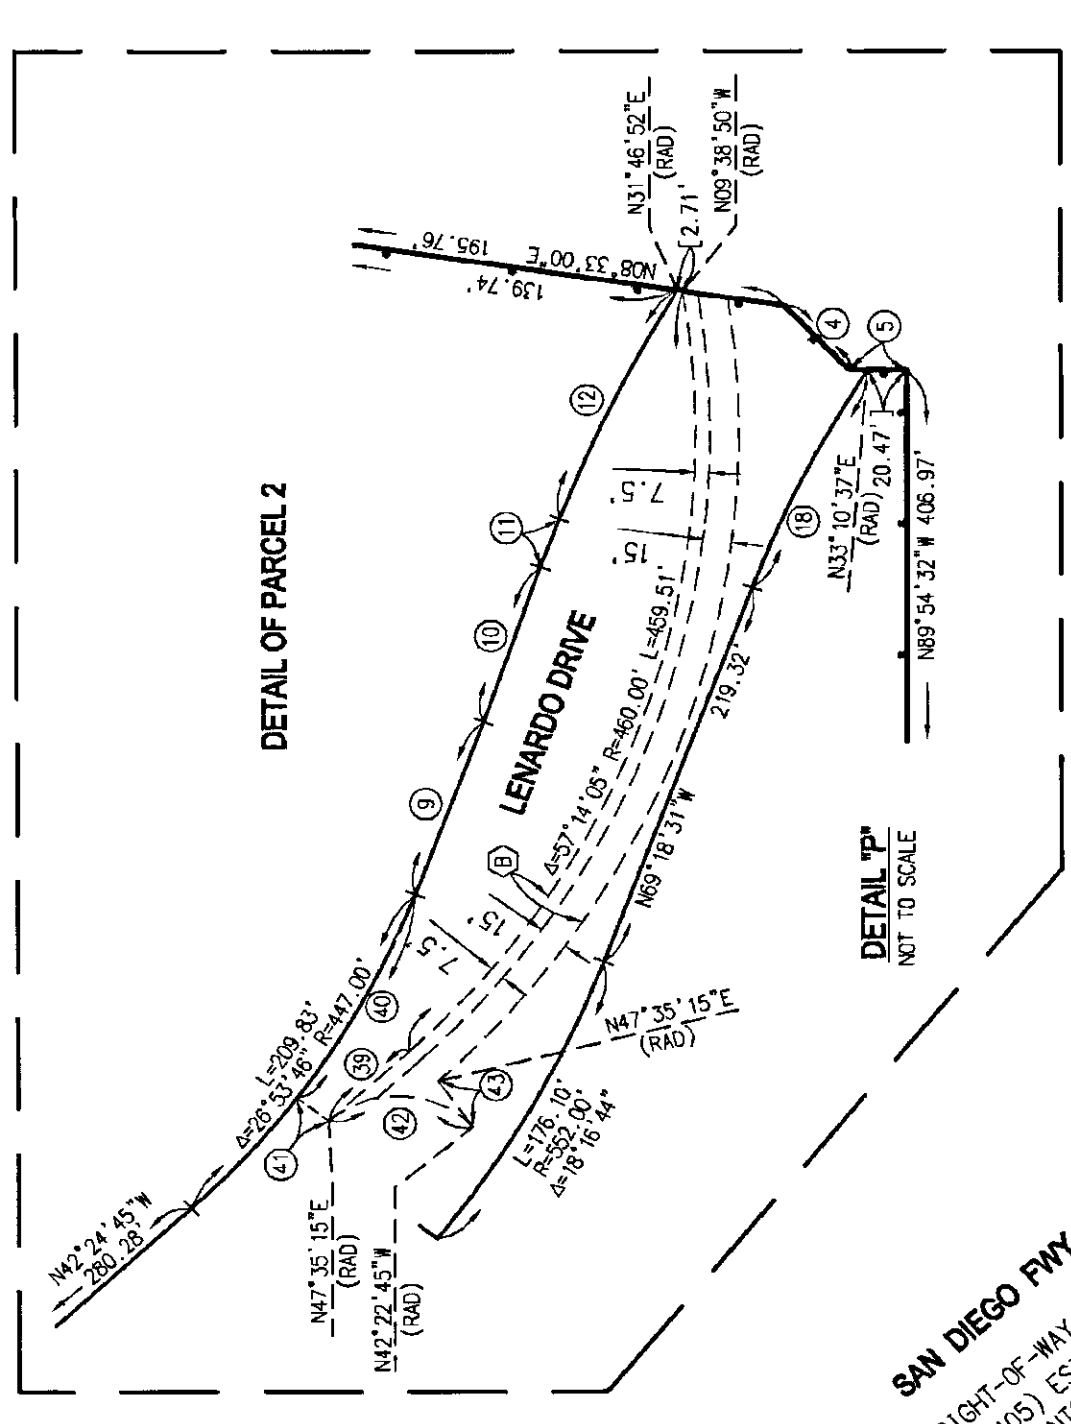 DETAIL OF PARCEL 2
N31°46'52"E
(RAD)
[2.71'
N09°38'50"W
(RAD)
195.76'
N08°33'00"E
139.74'
4
5
12
11
10
9
18
7.5'
15'
N33°10'37"E
(RAD)
20.47'
N89°54'32"W 406.97'
LENARDO DRIVE
Δ=57°14'05" R=460.00' L=459.51'
B
219.32'
N69°18'31"W
7.5'
15'
DETAIL "P"
NOT TO SCALE
L=209.83'
Δ=26°53'46" R=447.00'
40
39
41
42
43
N47°35'15"E
(RAD)
L=176.10'
R=552.00'
Δ=18°16'44"
N42°24'45"W
280.28'
N47°35'15"E
(RAD)
N42°22'45"W
(RAD)
SAN DIEGO FWY
RIGHT-OF-WAY